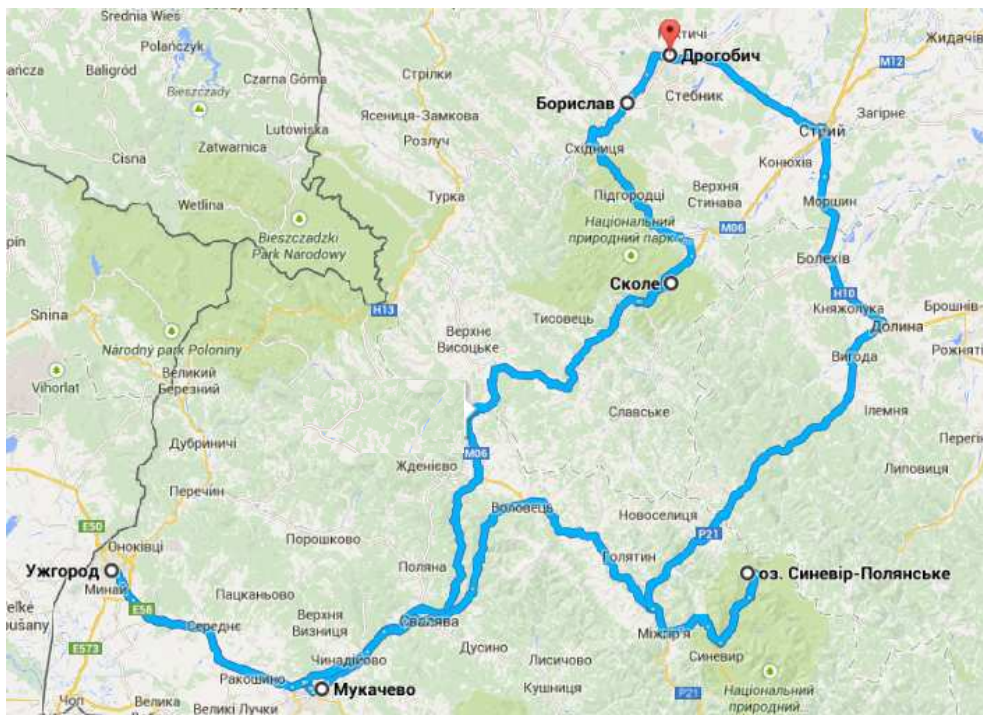 Średnia Wieś
Polańczyk
Baligród
Bieszczady
Czarna Górna
Lutowiska
Zatwarnica
Cisna
Wetlina
Bieszczadzki
Park Narodowy
Стрілки
Ясениця-Замкова
Розлуч
Турка
H13
Дрогобич
Жидачів
M12
Борислав
Стебник
Загірне
Стрий
Східниця
Конюхів
Підгородці
Верхня
Стинава
Моршин
Національний
природний парк
M06
Болехів
Сколе
H10
Княжолука
Брошнів
Долина
Тисовець
Вигода
Рожняті
Верхнє
Висоцьке
Snina
Národný park Poloniny
Великий
Березний
Vihorlat
Славське
Ілемня
Дубриничі
Перегін
Липовиця
M06
Жденієво
Перечин
Воловець
Новоселиця
P21
E50
Оноківці
Порошково
Голятин
Ужгород
Минай
Поляна
оз. Синевір-Полянське
Пацканьово
E58
Середнє
Верхня
Визниця
Свалява
Міжгір'я
E573
Чинадійово
Дусино
Лисичово
Синевир
Ракошино
Мукачево
Кушниця
P21
Національний
природний...
Чоп
Велика
Великі Лучки